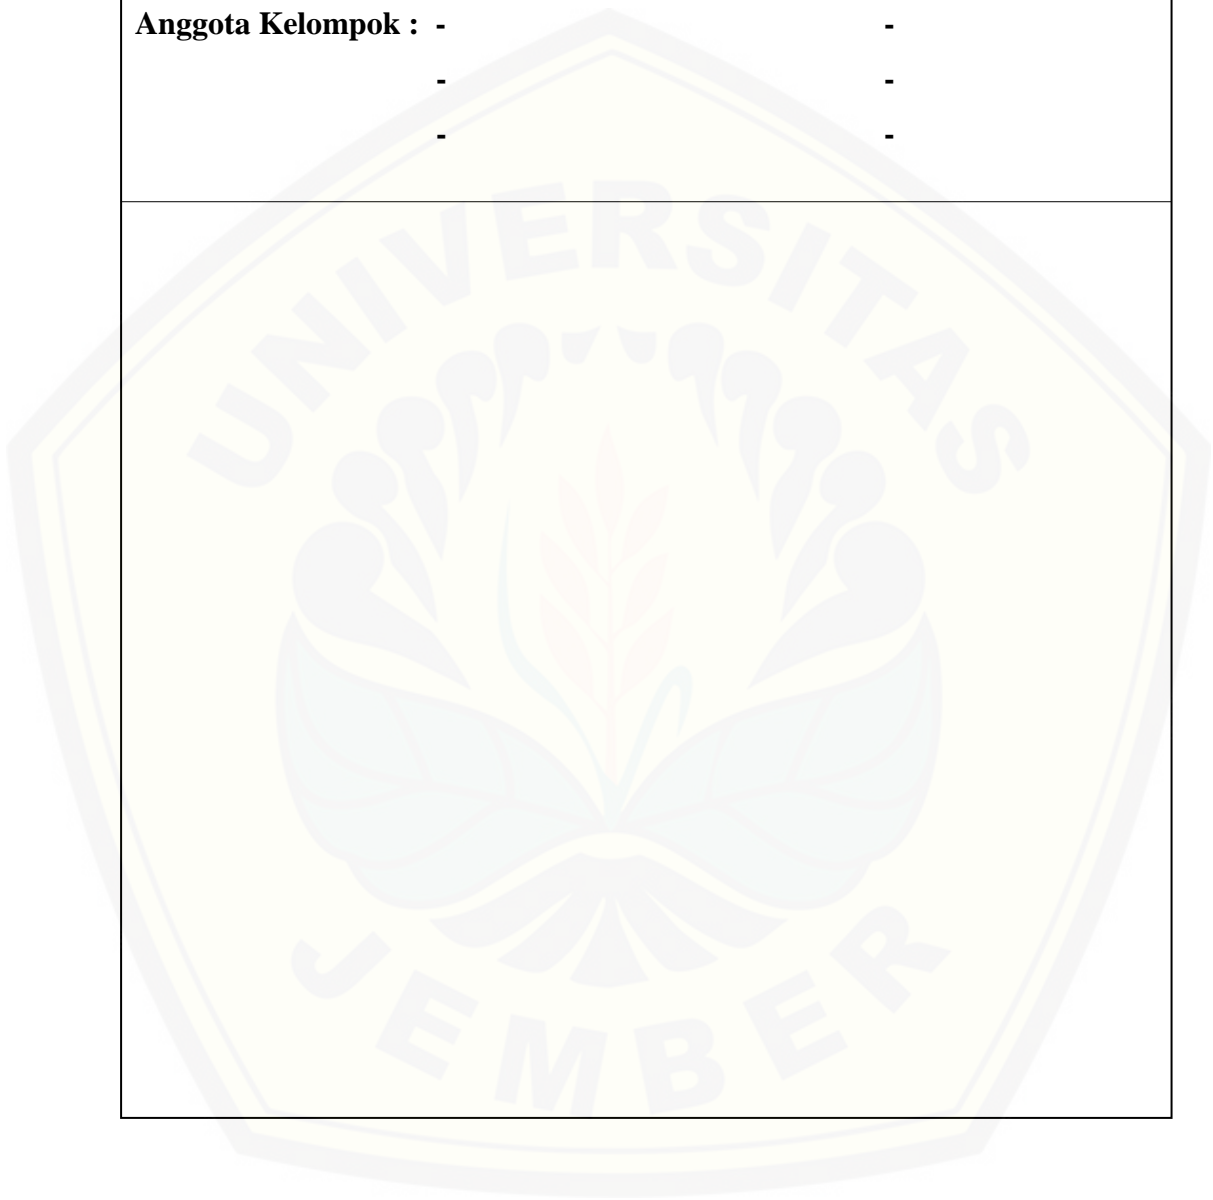 Anggota Kelompok : - -
- -
- -
UNIVERSITAS
JEMBER